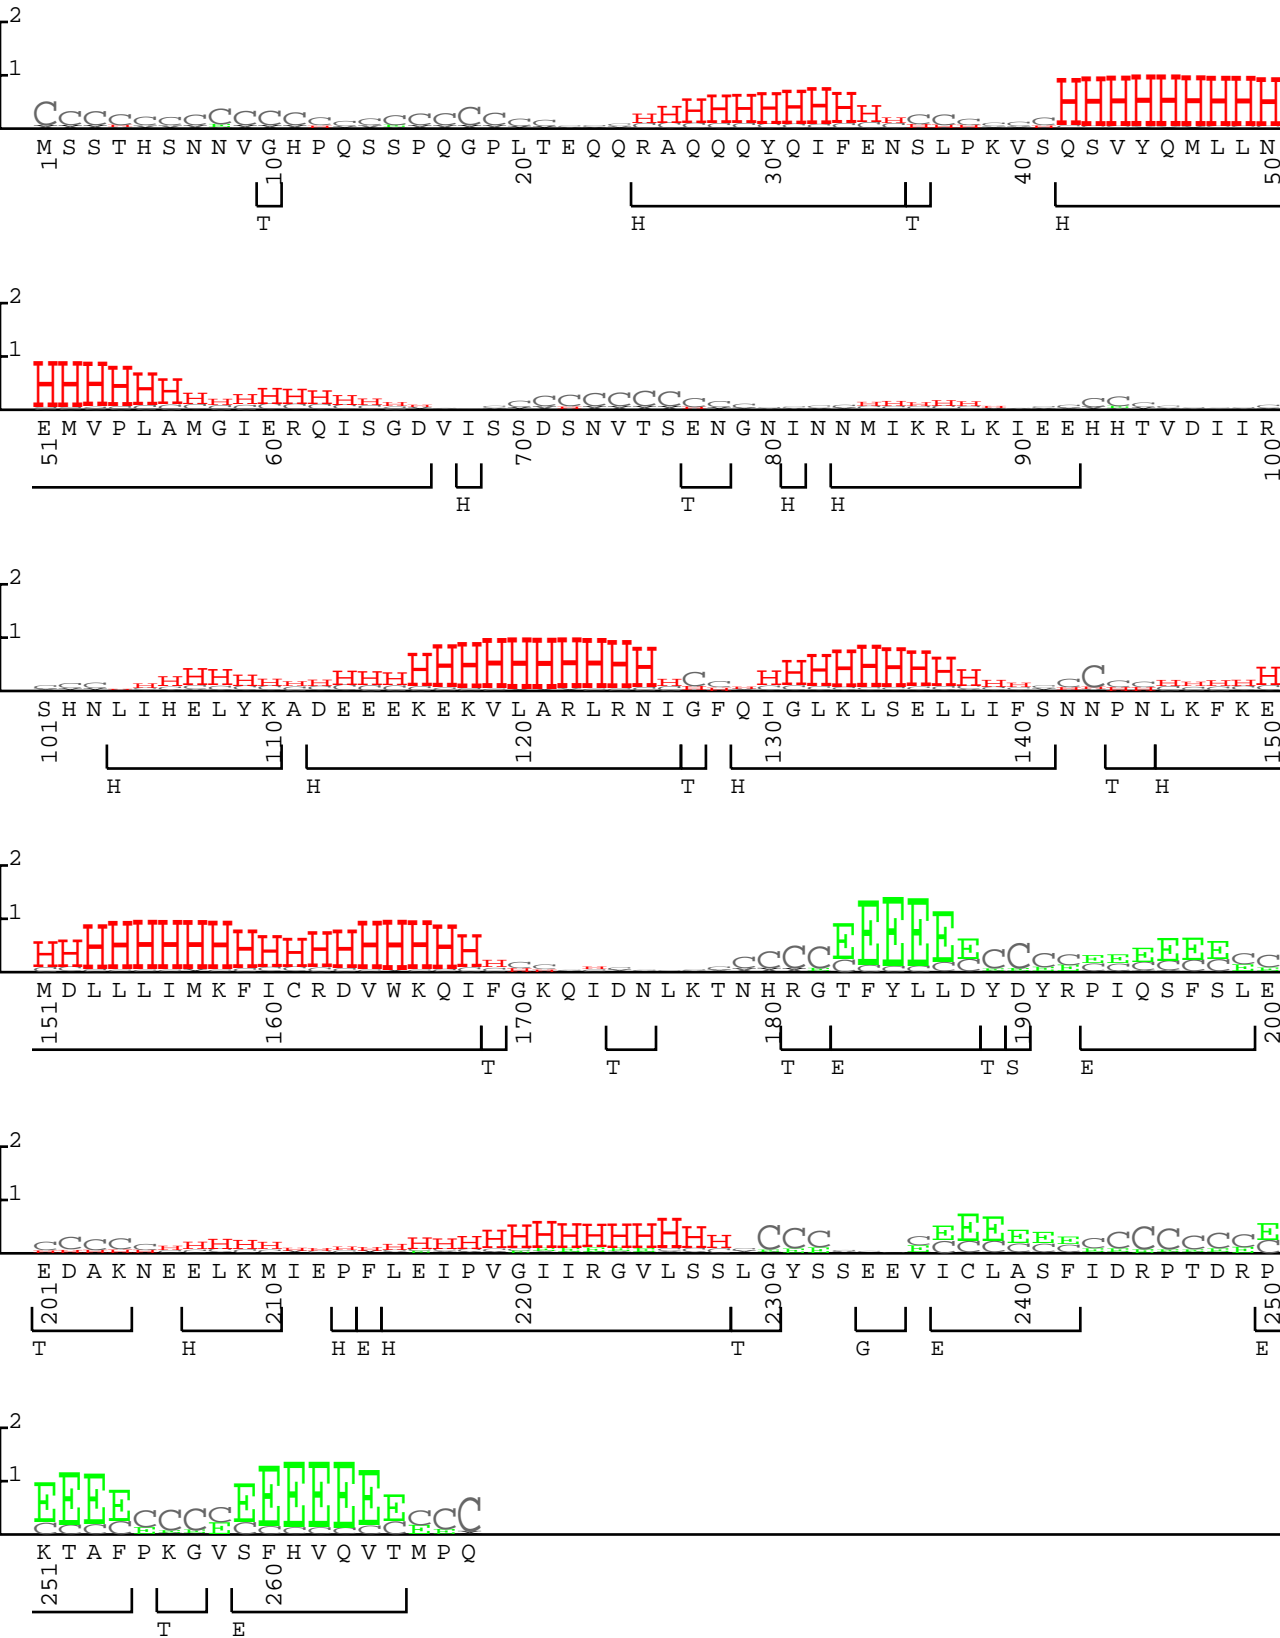 2
1
M S S T H S N N V G H P Q S S P Q G P L T E Q Q R A Q Q Q Y Q I F E N S L P K V S Q S V Y Q M L L N
1 10 20 30 40 50
T H T H
2
1
E M V P L A M G I E R Q I S G D V I S S D S N V T S E N G N I N N M I K R L K I E E H H T V D I I R
51 60 70 80 90 100
H T H H
2
1
S H N L I H E L Y K A D E E E K E K V L A R L R N I G F Q I G L K L S E L L I F S N N P N L K F K E
101 110 120 130 140 150
H H T H T H
2
1
M D L L L I M K F I C R D V W K Q I F G K Q I D N L K T N H R G T F Y L L D Y D Y R P I Q S F S L E
151 160 170 180 190 200
T T T E T S E
2
1
E D A K N E E L K M I E P F L E I P V G I I R G V L S S L G Y S S E E V I C L A S F I D R P T D R P
201 210 220 230 240 250
T H H E H T G E E
2
1
K T A F P K G V S F H V Q V T M P Q
251 260
T E